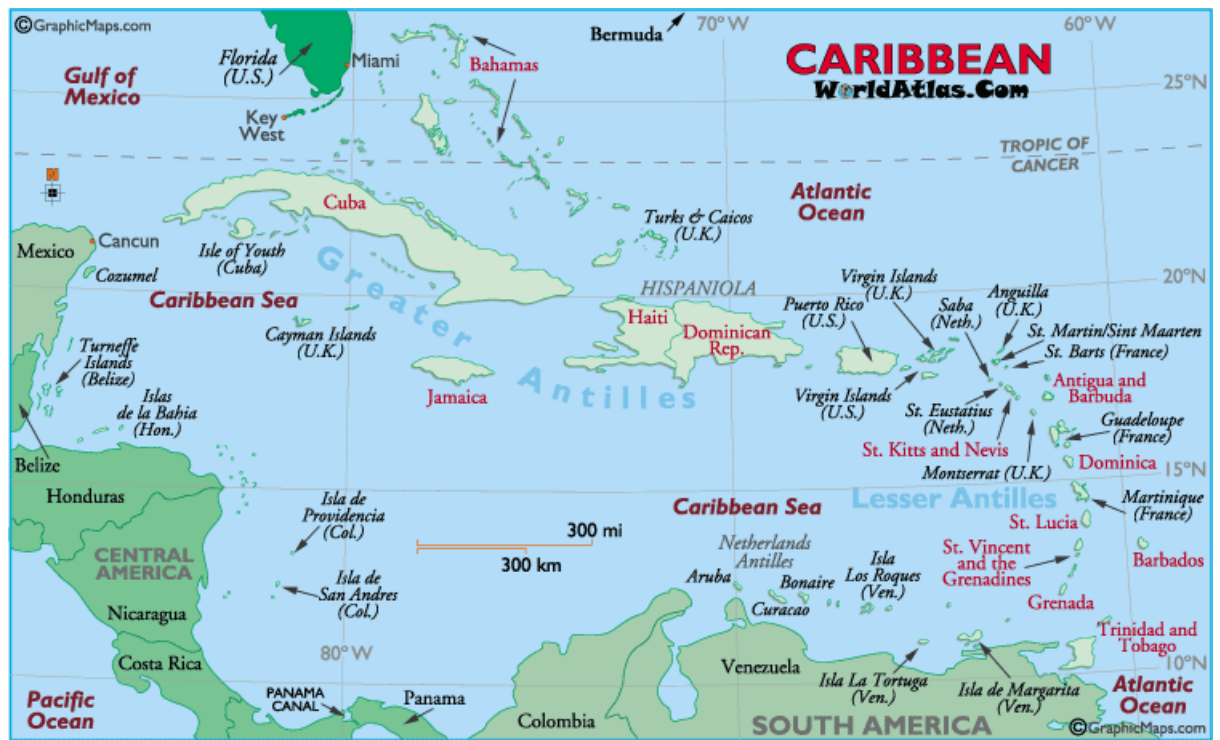 ©GraphicMaps.com
Bermuda
70°W
60°W
Florida
(U.S.)
Miami
Bahamas
CARIBBEAN
WorldAtlas.Com
Gulf of
Mexico
25°N
Key
West
TROPIC OF
CANCER
N
Cuba
Atlantic
Ocean
Turks & Caicos
(U.K.)
Mexico
Cancun
Isle of Youth
(Cuba)
Cozumel
Greater
Antilles
Caribbean Sea
HISPANIOLA
20°N
Virgin Islands
(U.K.)
Puerto Rico
(U.S.)
Saba
(Neth.)
Anguilla
(U.K.)
Haiti
Dominican
Rep.
Cayman Islands
(U.K.)
St. Martin/Sint Maarten
St. Barts (France)
Turneffe
Islands
(Belize)
Jamaica
Virgin Islands
(U.S.)
Antigua and
Barbuda
Islas
de la Bahia
(Hon.)
St. Eustatius
(Neth.)
Guadeloupe
(France)
St. Kitts and Nevis
Montserrat (U.K.)
Belize
Dominica
15°N
Honduras
Isla de
Providencia
(Col.)
Caribbean Sea
Lesser Antilles
Martinique
(France)
300 mi
300 km
St. Lucia
CENTRAL
AMERICA
Netherlands
Antilles
Isla
Los Roques
(Ven.)
St. Vincent
and the
Grenadines
Barbados
Isla de
San Andres
(Col.)
Aruba
Bonaire
Curacao
Grenada
Nicaragua
Trinidad and
Tobago
Costa Rica
80°W
Venezuela
10°N
Pacific
Ocean
PANAMA
CANAL
Panama
Isla La Tortuga
(Ven.)
Isla de Margarita
(Ven.)
Atlantic
Ocean
Colombia
SOUTH AMERICA
©GraphicMaps.com